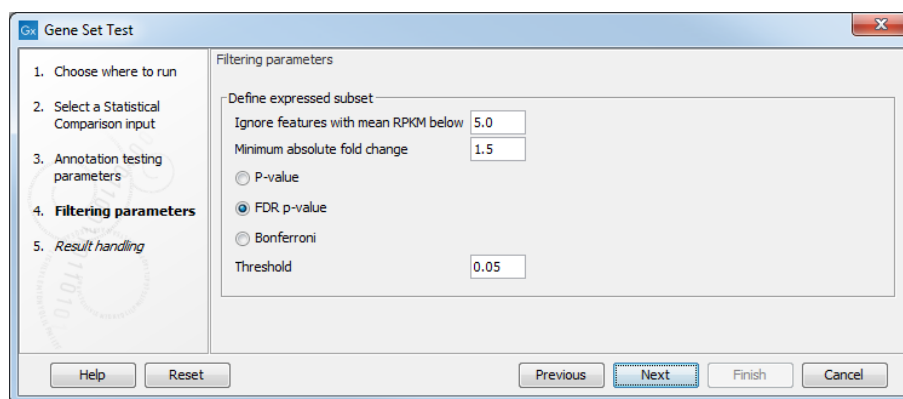 Gx Gene Set Test
1. Choose where to run
2. Select a Statistical
Comparison input
3. Annotation testing
parameters
4. Filtering parameters
5. Result handling
Filtering parameters
Define expressed subset
Ignore features with mean RPKM below 5.0
Minimum absolute fold change 1.5
P-value
FDR p-value
Bonferroni
Threshold 0.05
Help Reset Previous Next Finish Cancel